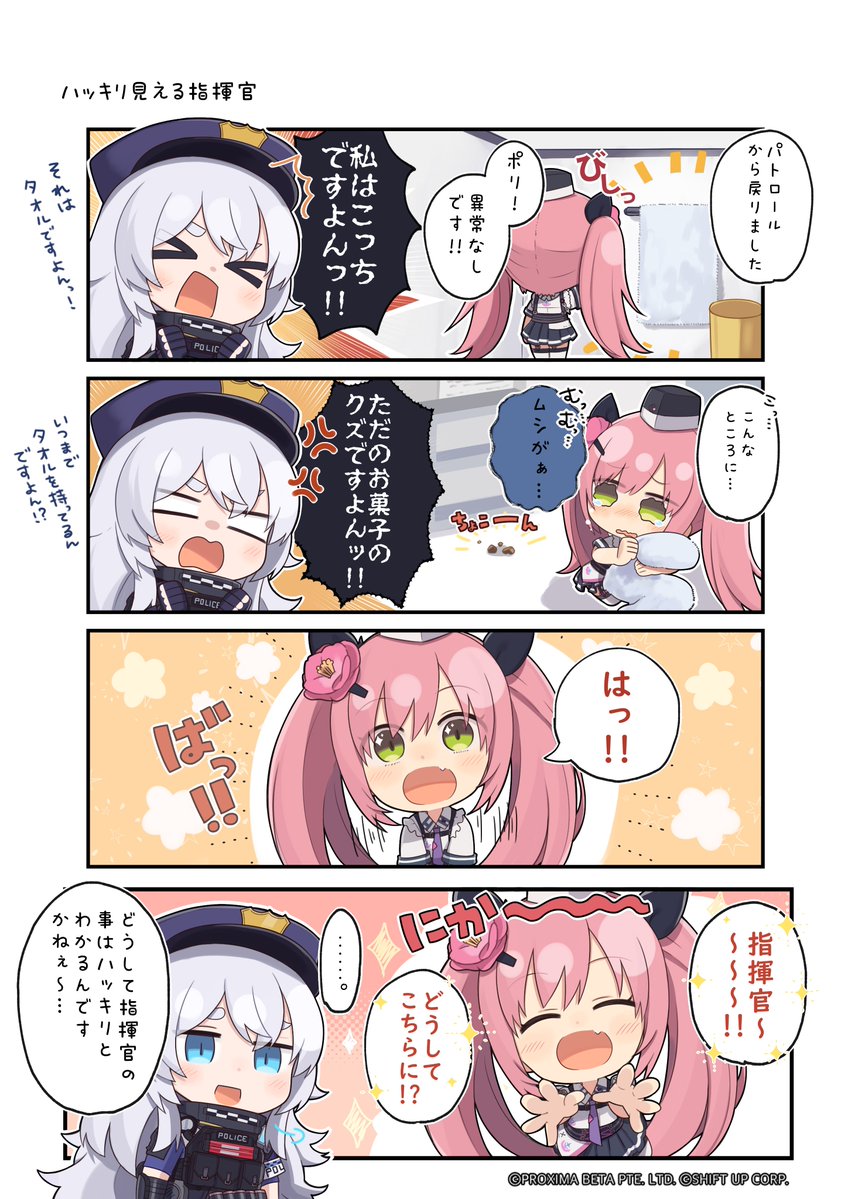 ハッキリ見える指揮官
パトロール
から戻りました
びしっ
ポリ!
異常なし
です!!
私はこっち
ですよんっ!!
POLICE
それは
タオルですよんっ!
こっ…
こんな
ところに…
むっ…
むっ…
ムシがぁ…
ちょこーーん
ただのお菓子の
クズですよんッ!!
POLICE
いつまで
タオルを持ってるん
ですよん!?
はっ!!
ばっ!!
指揮官〜
〜〜〜!!
にか〜
どうして
こちらに!?
……。
どうして指揮官の
事はハッキリと
わかるんです
かねぇ〜…
POLICE
POL
©PROXIMA BETA PTE. LTD. ©SHIFT UP CORP.